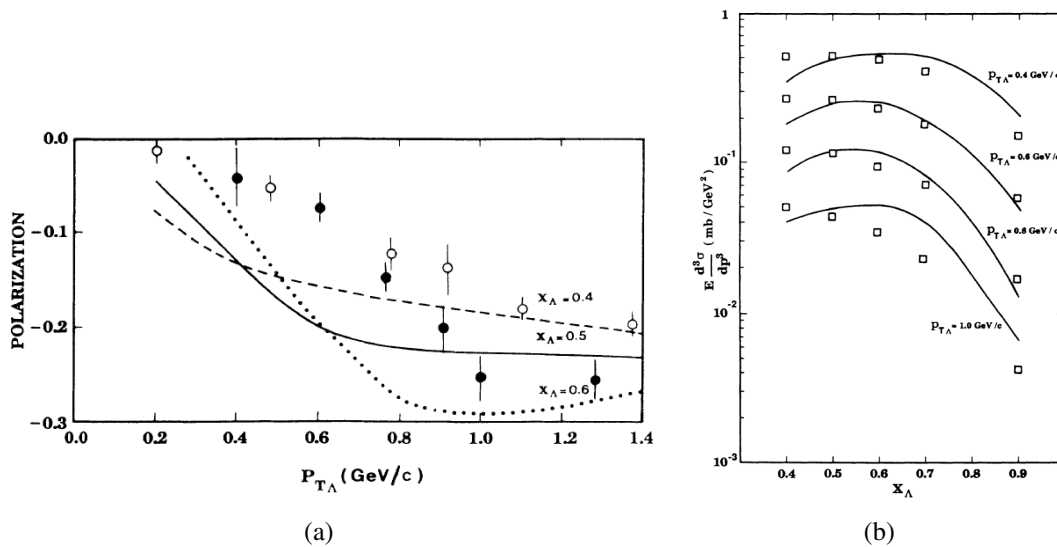 0.0
-0.1
-0.2
-0.3
POLARIZATION
X_Λ = 0.4
X_Λ = 0.5
X_Λ = 0.6
0.0 0.2 0.4 0.6 0.8 1.0 1.2 1.4
P_TΛ (GeV/c)
(a)
1
10⁻¹
10⁻²
10⁻³
E d³σ/dp³ (mb/GeV²)
p_TΛ = 0.4 GeV/c
p_TΛ = 0.6 GeV/c
p_TΛ = 0.8 GeV/c
p_TΛ = 1.0 GeV/c
0.4 0.5 0.6 0.7 0.8 0.9
X_Λ
(b)